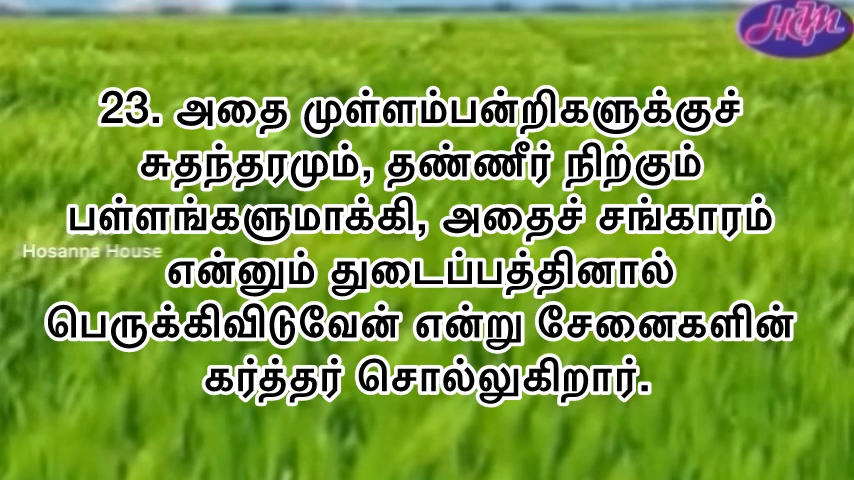 HCM
23. அதை முள்ளம்பன்றிகளுக்குச்
சுதந்தரமும், தண்ணீர் நிற்கும்
பள்ளங்களுமாக்கி, அதைச் சங்காரம்
Hosanna House
என்னும் துடைப்பத்தினால்
பெருக்கிவிடுவேன் என்று சேனைகளின்
கர்த்தர் சொல்லுகிறார்.